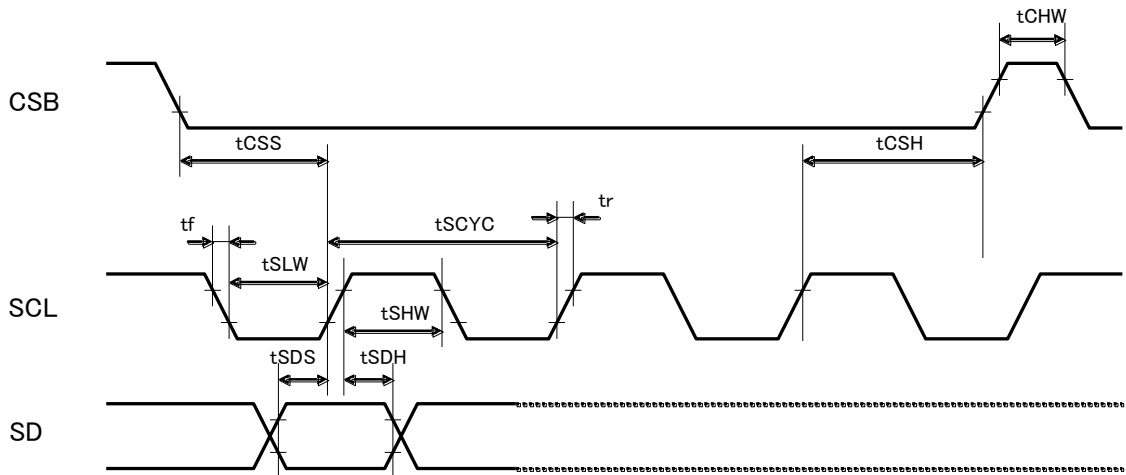 tCHW
CSB
tCSS
tCSH
tf
tSCYC
tr
tSLW
SCL
tSHW
tSDS
tSDH
SD